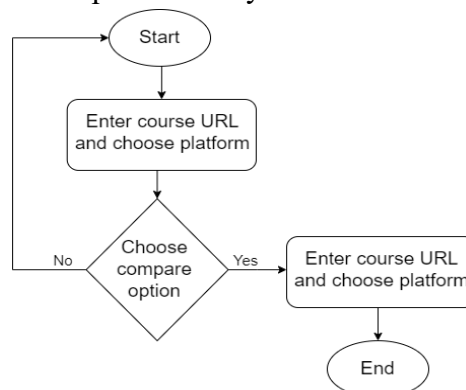 Start
Enter course URL
and choose platform
Choose
compare
option
No
Yes
Enter course URL
and choose platform
End